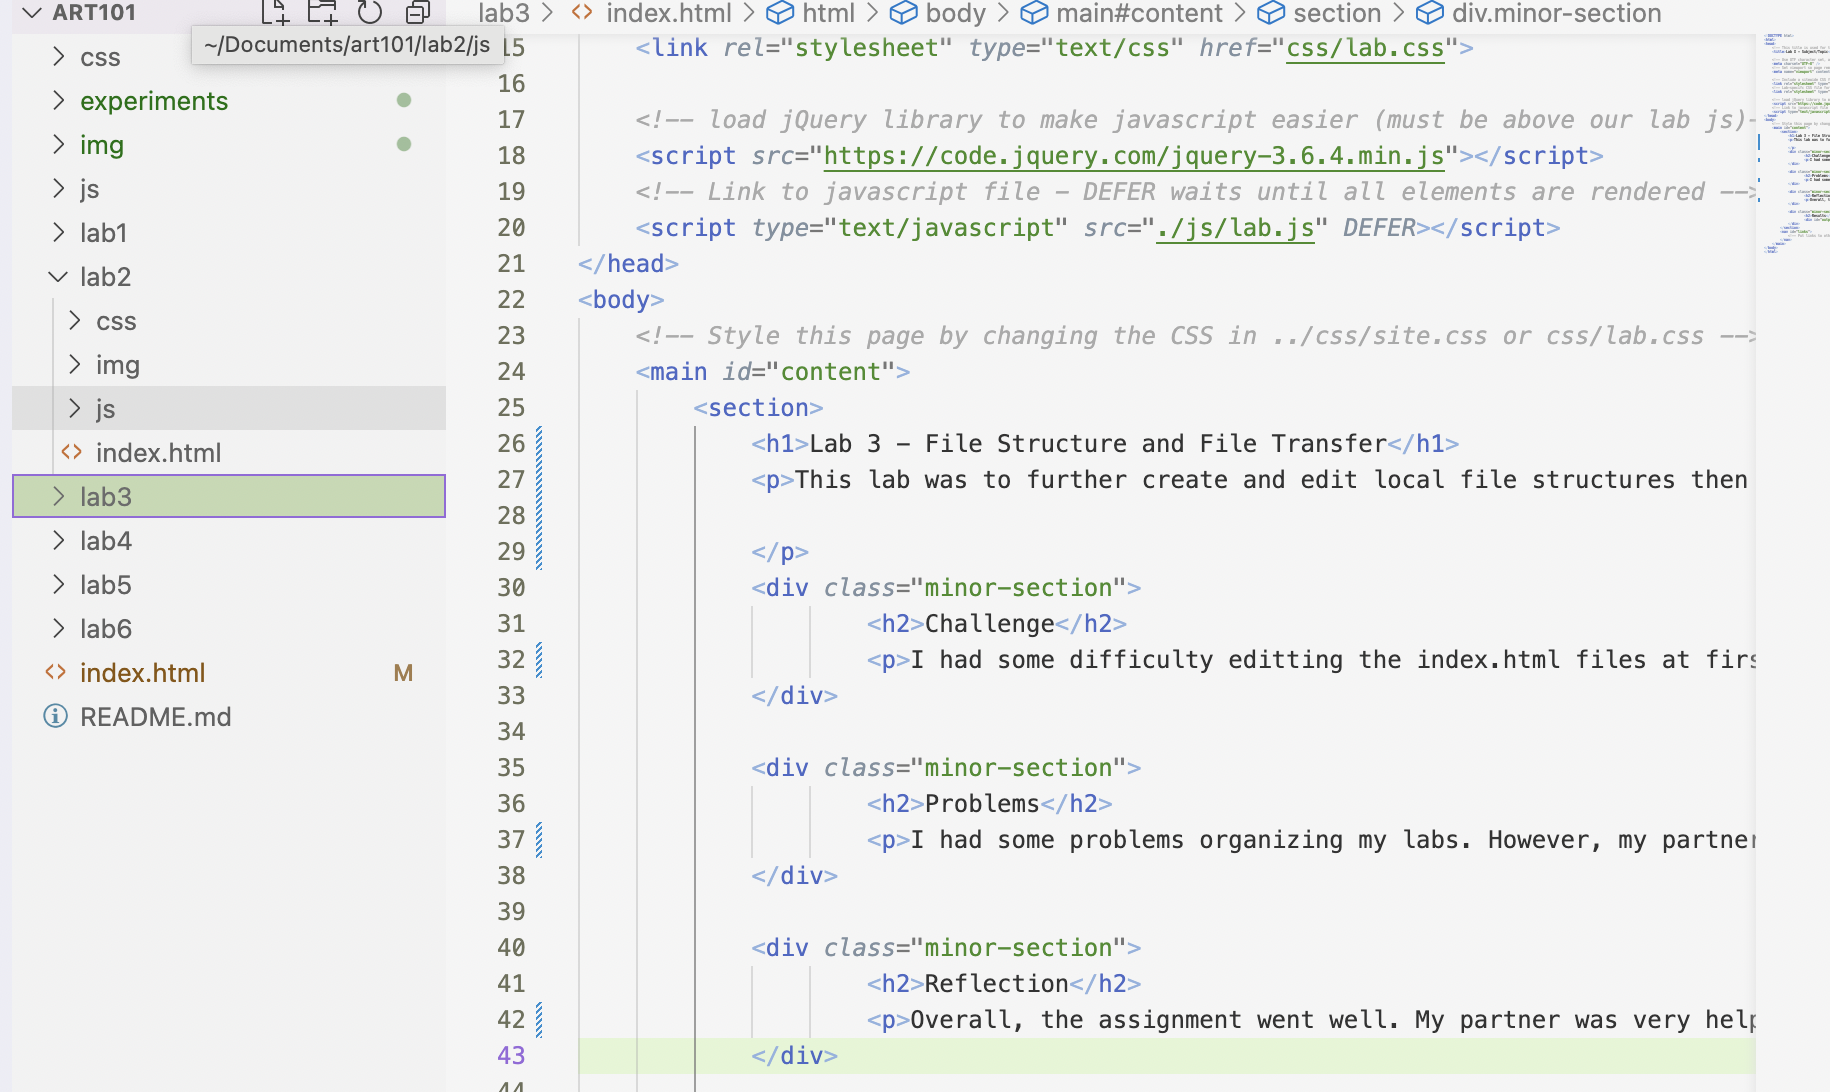 ART101
css
experiments
img
js
lab1
lab2
css
img
js
index.html
lab3
lab4
lab5
lab6
index.html M
README.md
~/Documents/art101/lab2/js
lab3 > <> index.html > html > body > main#content > section > div.minor-section
15 <link rel="stylesheet" type="text/css" href="css/lab.css">
16
17 <!-- load jQuery library to make javascript easier (must be above our lab js)
18 <script src="https://code.jquery.com/jquery-3.6.4.min.js"></script>
19 <!-- Link to javascript file - DEFER waits until all elements are rendered -->
20 <script type="text/javascript" src="./js/lab.js" DEFER></script>
21 </head>
22 <body>
23 <!-- Style this page by changing the CSS in ../css/site.css or css/lab.css -->
24 <main id="content">
25 <section>
26 <h1>Lab 3 - File Structure and File Transfer</h1>
27 <p>This lab was to further create and edit local file structures then
28
29 </p>
30 <div class="minor-section">
31 <h2>Challenge</h2>
32 <p>I had some difficulty editting the index.html files at firs
33 </div>
34
35 <div class="minor-section">
36 <h2>Problems</h2>
37 <p>I had some problems organizing my labs. However, my partner
38 </div>
39
40 <div class="minor-section">
41 <h2>Reflection</h2>
42 <p>Overall, the assignment went well. My partner was very help
43 </div>
44